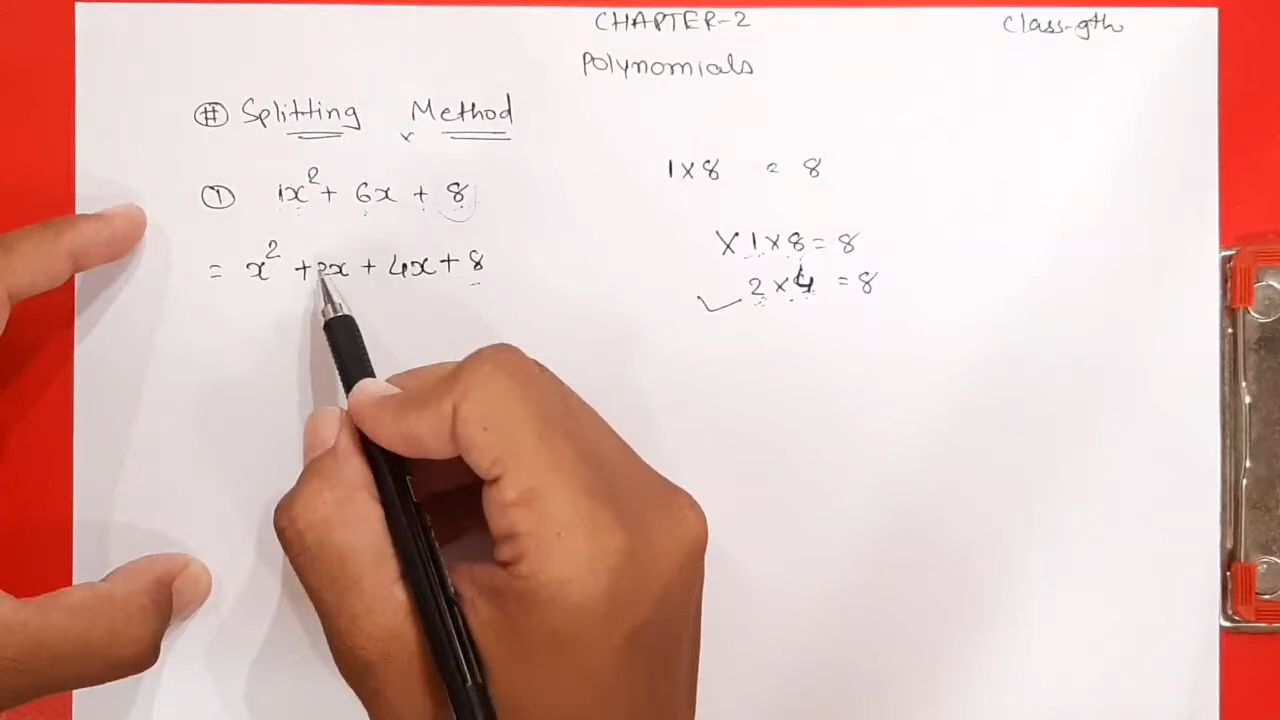 CHAPTER-2
Class-9th
Polynomials
# Splitting Method
×
① 1x² + 6x + 8
= x² + 2x + 4x + 8
1 x 8 = 8
X 1 x 8 = 8
✓ 2 x 4 = 8